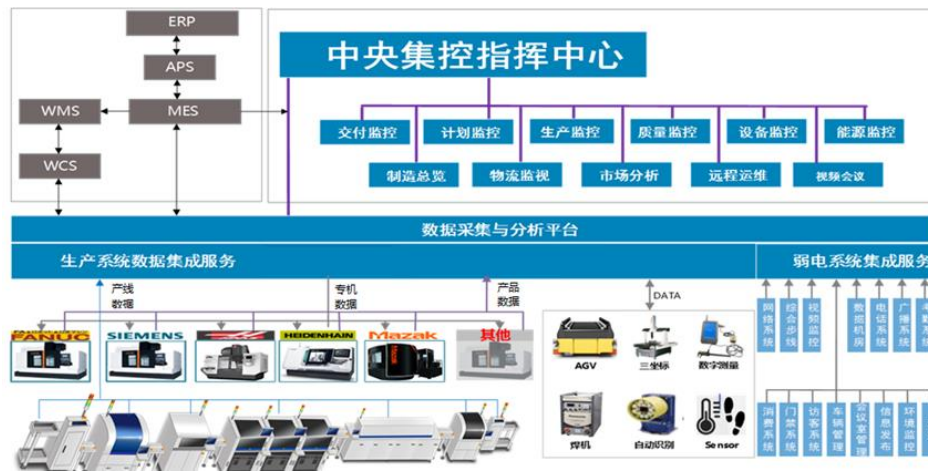 ERP
APS
WMS
MES
WCS
中央集控指挥中心
交付监控
计划监控
生产监控
质量监控
设备监控
能源监控
制造总览
物流监视
市场分析
远程运维
视频会议
数据采集与分析平台
生产系统数据集成服务
弱电系统集成服务
产线
数据
专机
数据
产品
数据
DATA
FANUC
SIEMENS
HEIDENHAIN
Mazak
其他
AGV
三坐标
数字测量
焊机
自动识别
Sensor
网络系统
综合步线
视频监控
数据机房
电话系统
广播系统
消费系统
门禁系统
访客系统
车辆管理
会议室管理
信息发布
环境监控